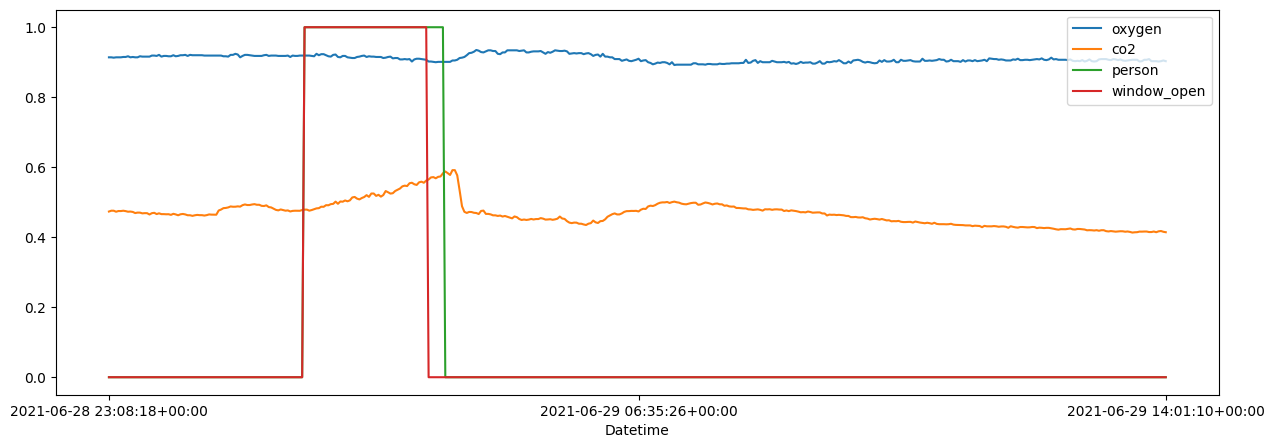 1.0
0.8
0.6
0.4
0.2
0.0
oxygen
co2
person
window_open
2021-06-28 23:08:18+00:00
2021-06-29 06:35:26+00:00
2021-06-29 14:01:10+00:00
Datetime